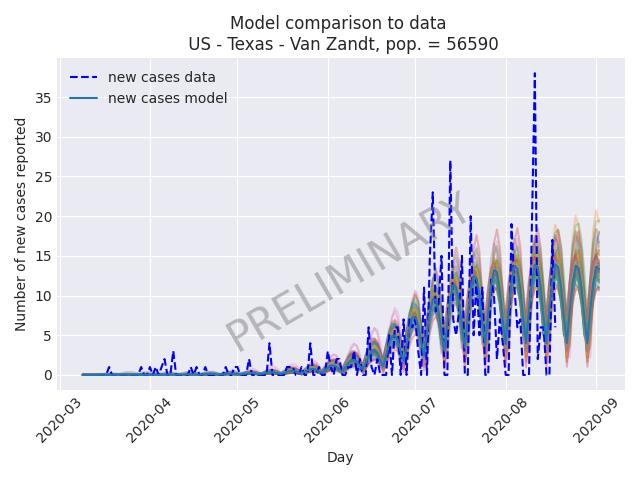 Model comparison to data
US - Texas - Van Zandt, pop. = 56590
new cases data
new cases model
Number of new cases reported
35
30
25
20
15
10
5
0
PRELIMINARY
2020-03
2020-04
2020-05
2020-06
2020-07
2020-08
2020-09
Day